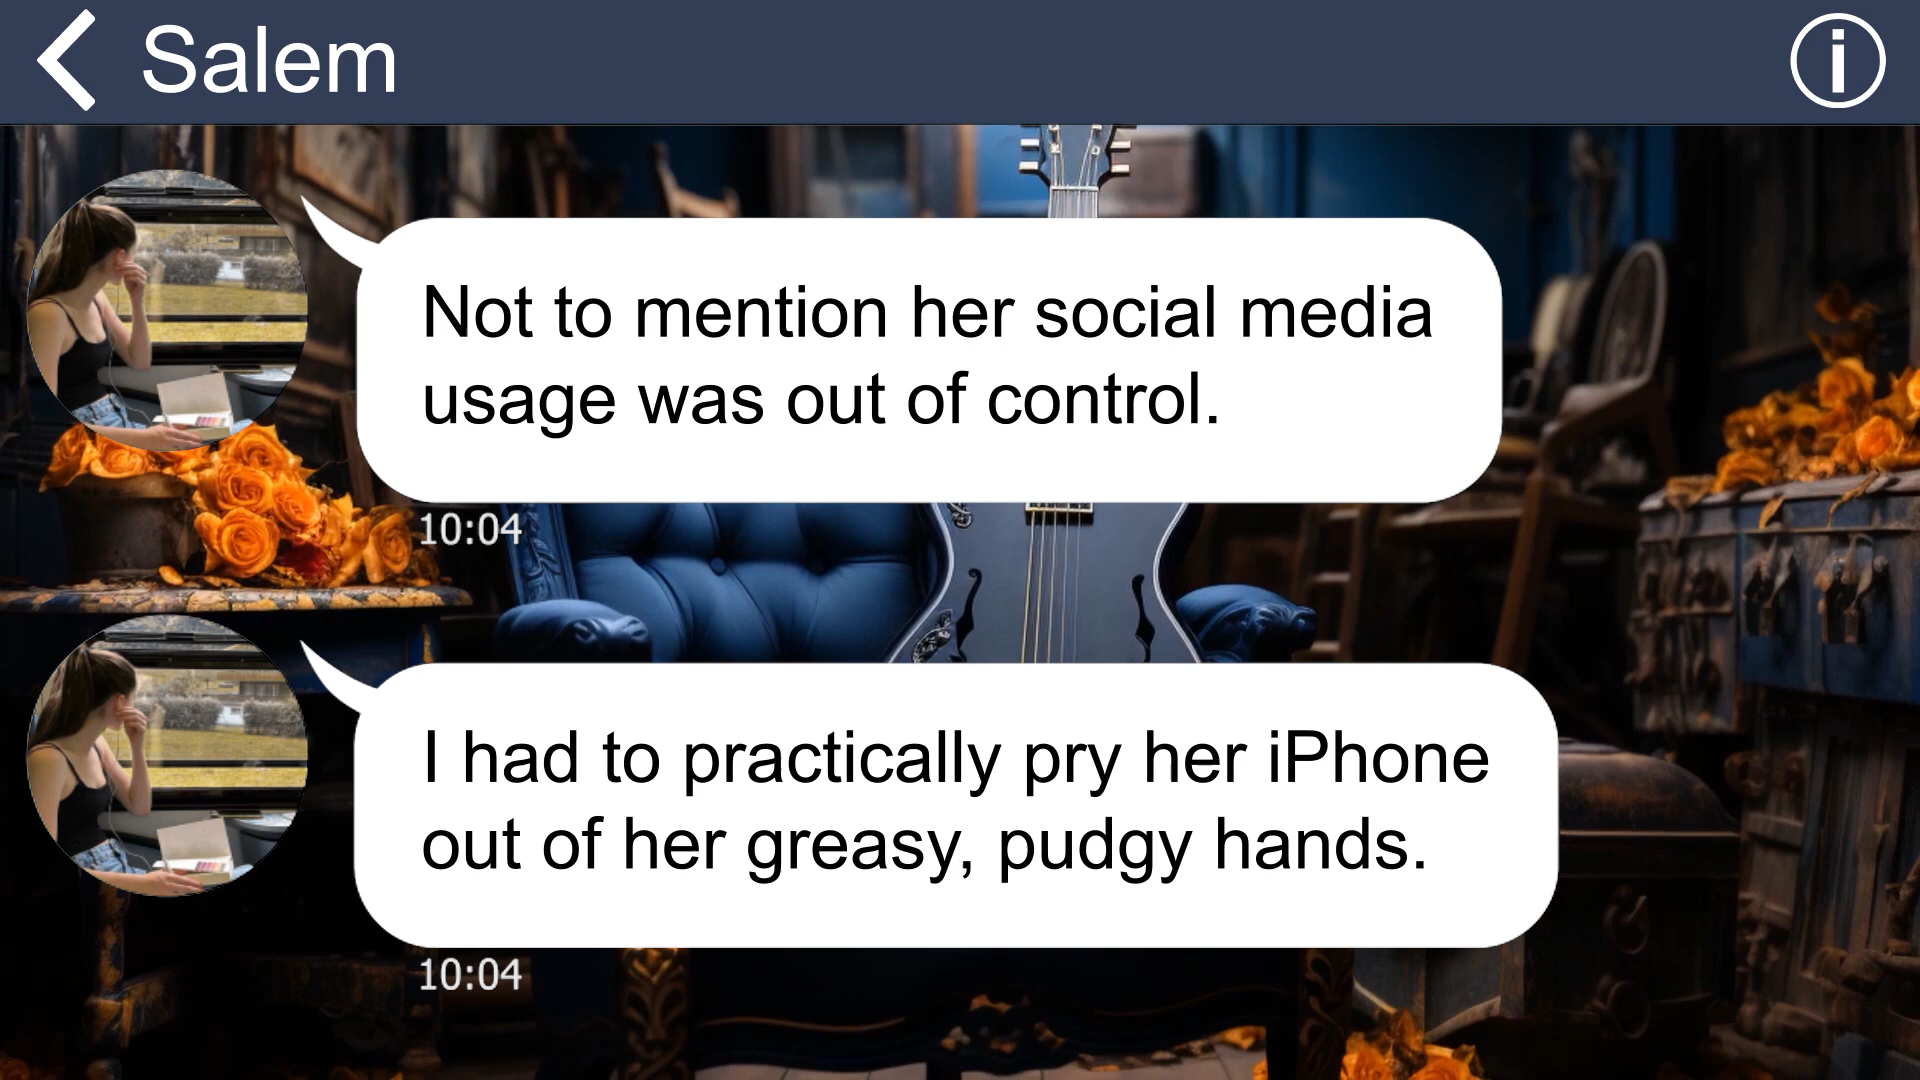 Salem
Not to mention her social media
usage was out of control.
10:04
I had to practically pry her iPhone
out of her greasy, pudgy hands.
10:04